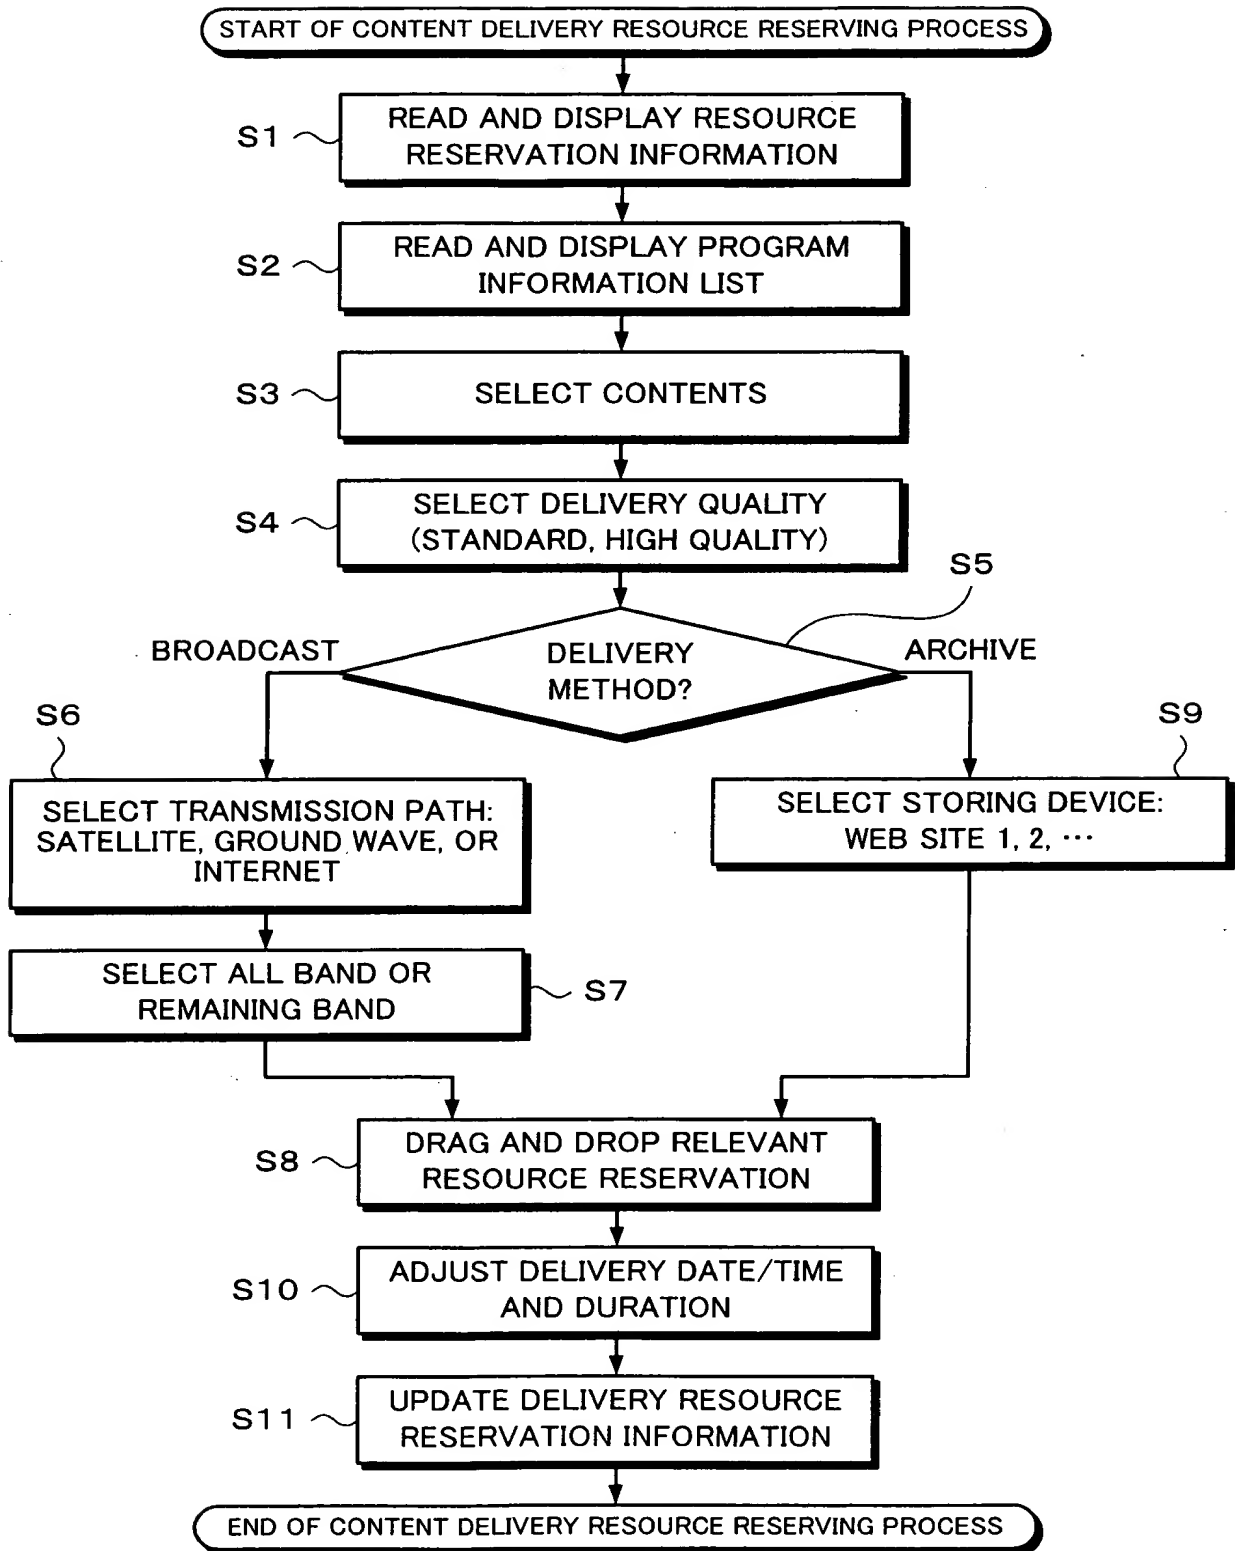 START OF CONTENT DELIVERY RESOURCE RESERVING PROCESS
S1
READ AND DISPLAY RESOURCE
RESERVATION INFORMATION
S2
READ AND DISPLAY PROGRAM
INFORMATION LIST
S3
SELECT CONTENTS
S4
SELECT DELIVERY QUALITY
(STANDARD, HIGH QUALITY)
S5
DELIVERY
METHOD?
BROADCAST
ARCHIVE
S6
SELECT TRANSMISSION PATH:
SATELLITE, GROUND WAVE, OR
INTERNET
S9
SELECT STORING DEVICE:
WEB SITE 1, 2, ···
SELECT ALL BAND OR
REMAINING BAND
S7
S8
DRAG AND DROP RELEVANT
RESOURCE RESERVATION
S10
ADJUST DELIVERY DATE/TIME
AND DURATION
S11
UPDATE DELIVERY RESOURCE
RESERVATION INFORMATION
END OF CONTENT DELIVERY RESOURCE RESERVING PROCESS